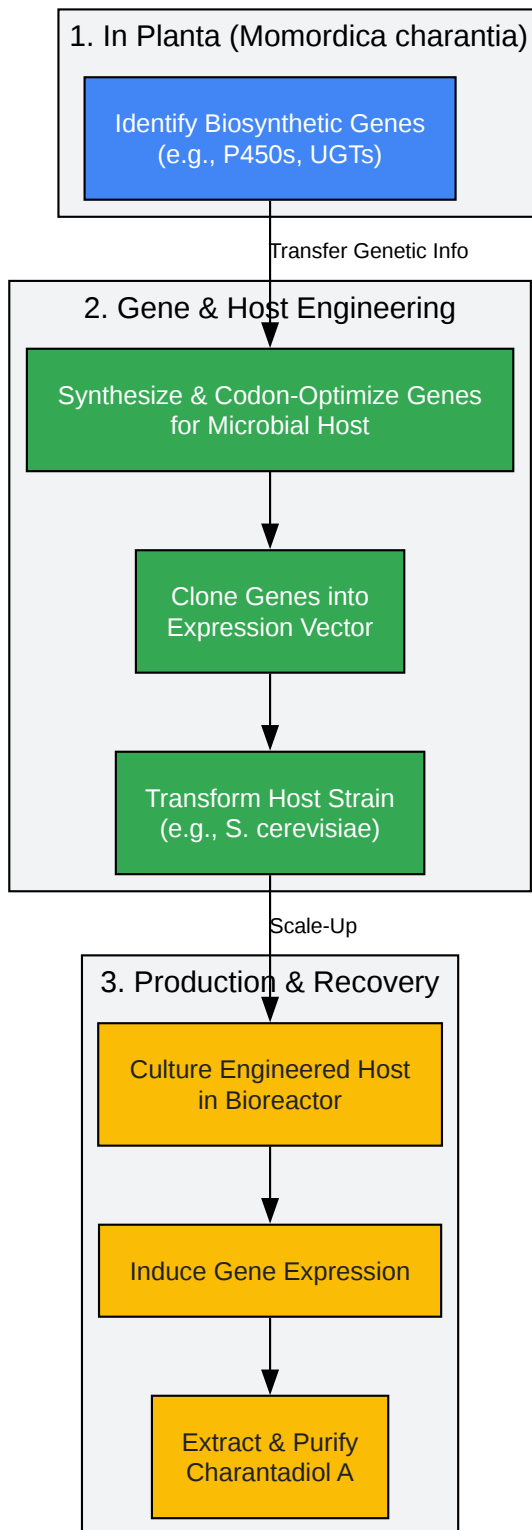 1. In Planta (Momordica charantia)
Identify Biosynthetic Genes
(e.g., P450s, UGTs)
Transfer Genetic Info
2. Gene & Host Engineering
Synthesize & Codon-Optimize Genes
for Microbial Host
Clone Genes into
Expression Vector
Transform Host Strain
(e.g., S. cerevisiae)
Scale-Up
3. Production & Recovery
Culture Engineered Host
in Bioreactor
Induce Gene Expression
Extract & Purify
Charantadiol A